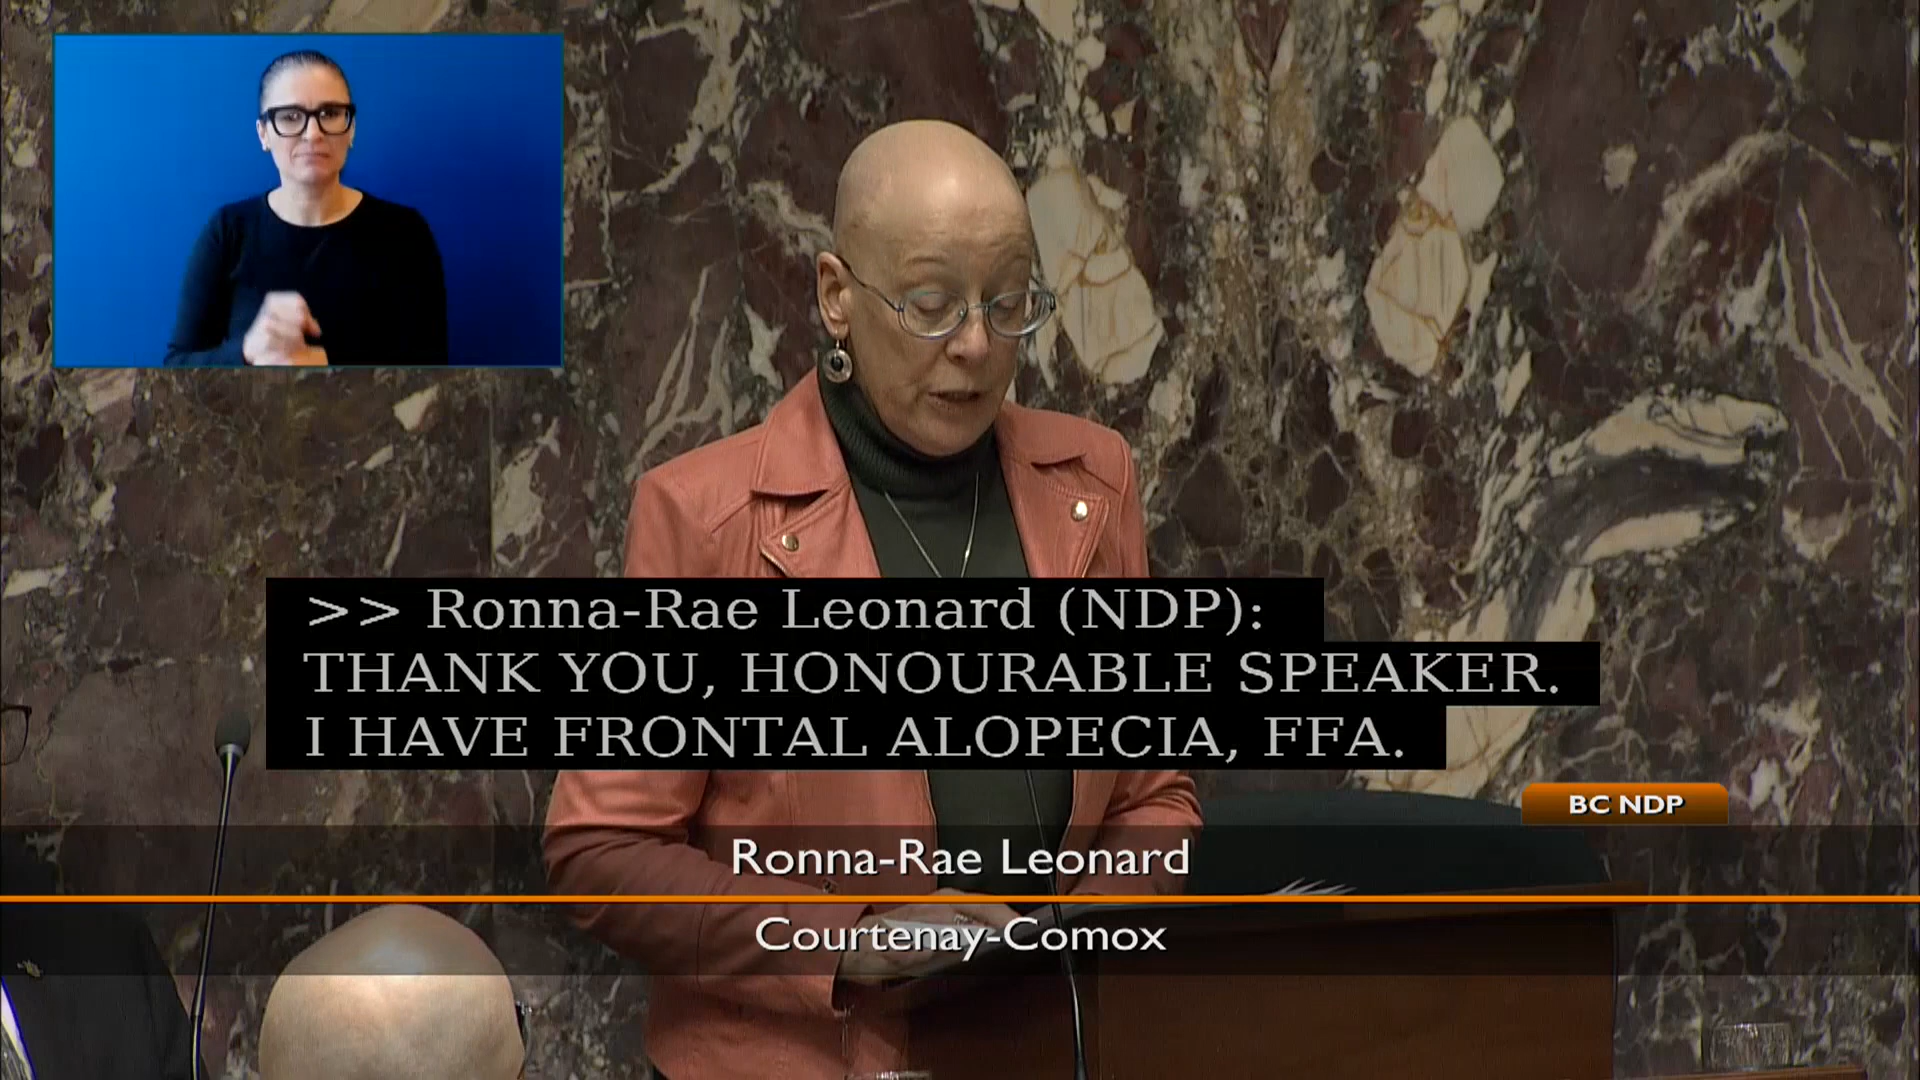 >> Ronna-Rae Leonard (NDP):
THANK YOU, HONOURABLE SPEAKER.
I HAVE FRONTAL ALOPECIA, FFA.
BC NDP
Ronna-Rae Leonard
Courtenay-Comox